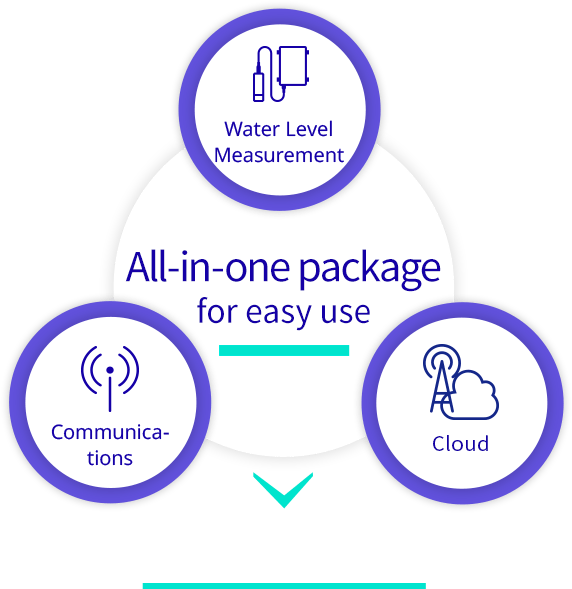 Water Level
Measurement
All-in-one package
for easy use
Communica-
tions
Cloud